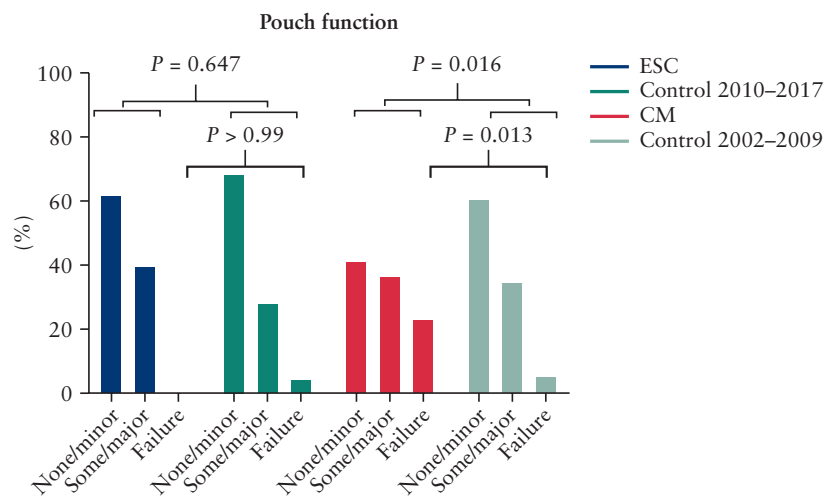 Pouch function
P = 0.647
P = 0.016
P > 0.99
P = 0.013
ESC
Control 2010–2017
CM
Control 2002–2009
(%)
100
80
60
40
20
0
None/minor
Some/major
Failure
None/minor
Some/major
Failure
None/minor
Some/major
Failure
None/minor
Some/major
Failure